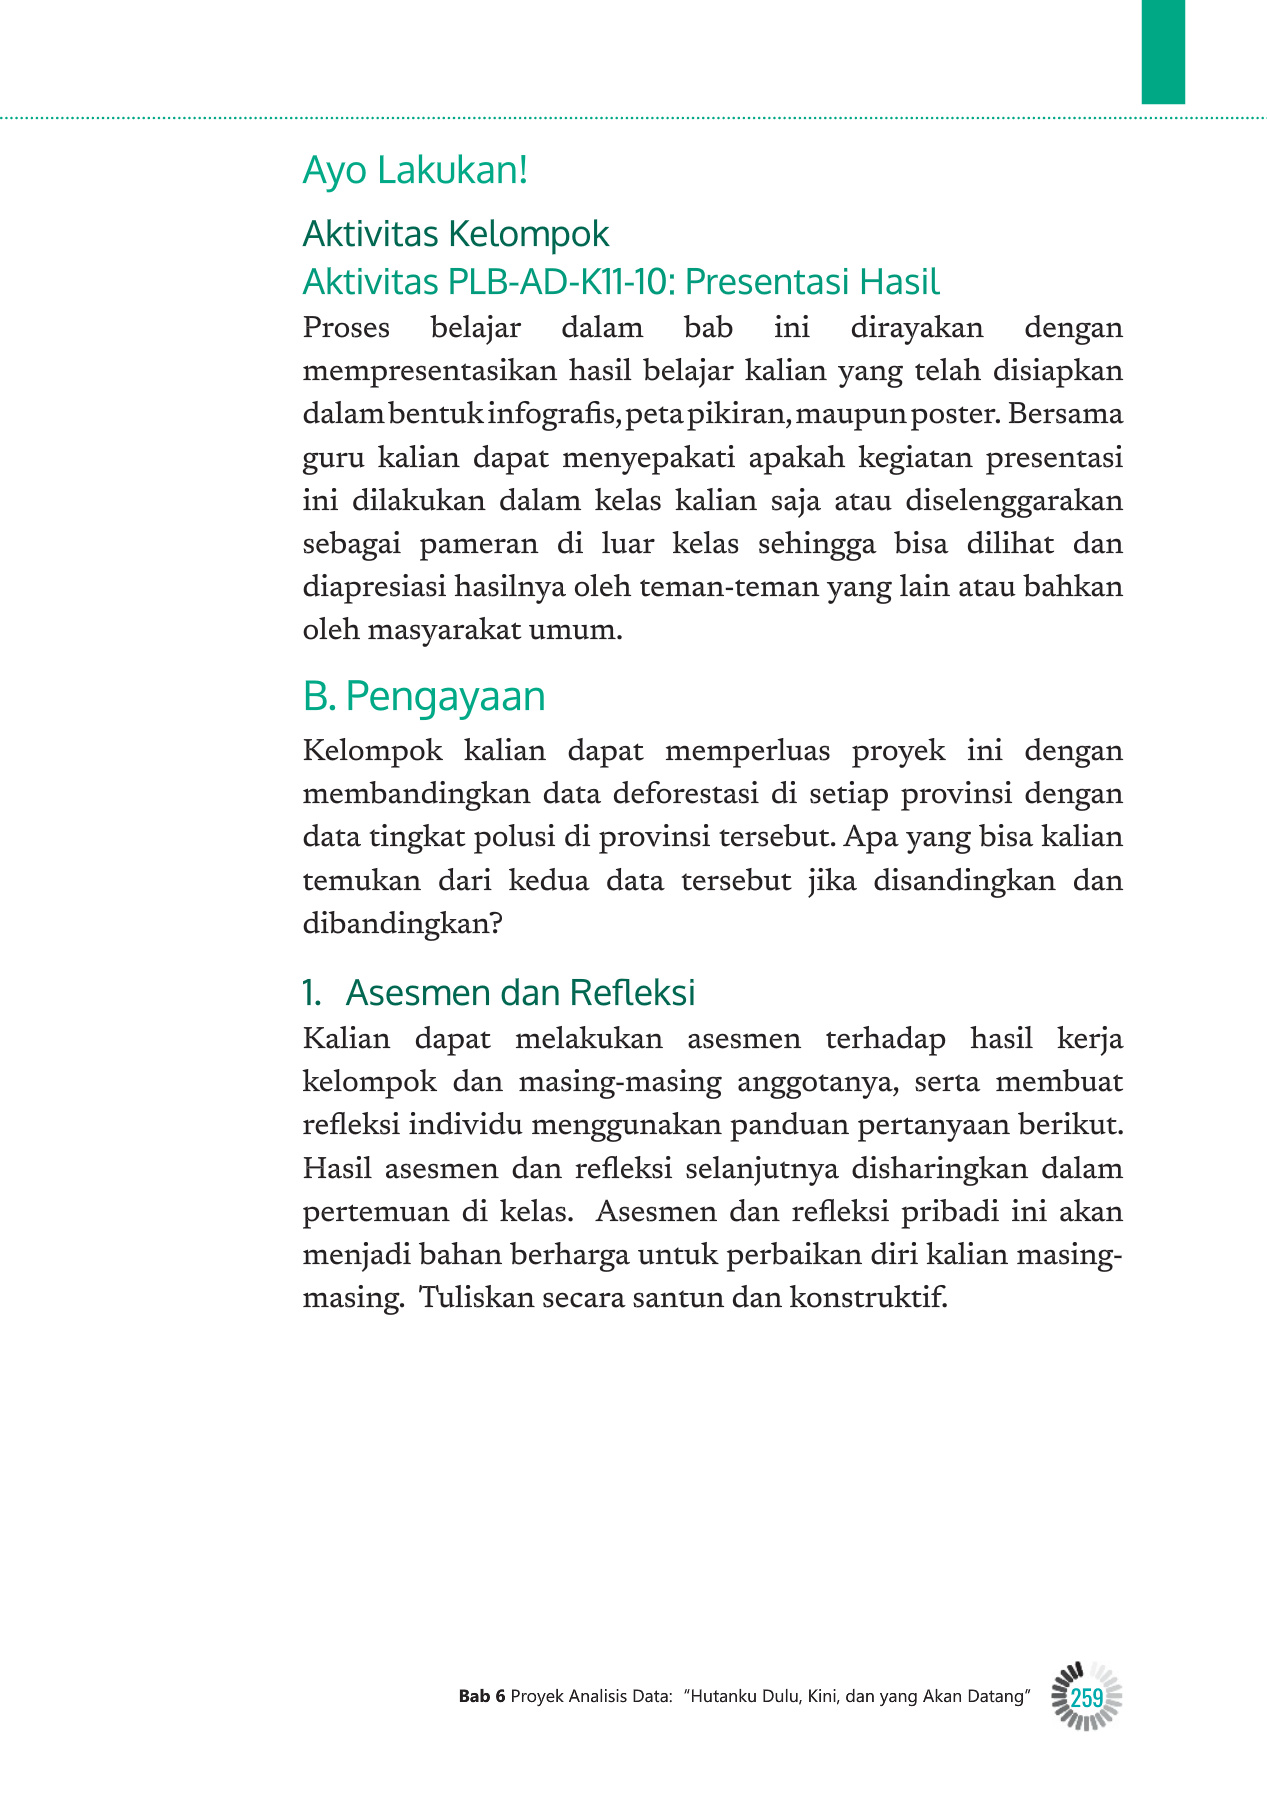 Ayo Lakukan!
Aktivitas Kelompok
Aktivitas PLB-AD-K11-10: Presentasi Hasil
Proses belajar dalam bab ini dirayakan dengan
mempresentasikan hasil belajar kalian yang telah disiapkan
dalam bentuk infografis, peta pikiran, maupun poster. Bersama
guru kalian dapat menyepakati apakah kegiatan presentasi
ini dilakukan dalam kelas kalian saja atau diselenggarakan
sebagai pameran di luar kelas sehingga bisa dilihat dan
diapresiasi hasilnya oleh teman-teman yang lain atau bahkan
oleh masyarakat umum.
B. Pengayaan
Kelompok kalian dapat memperluas proyek ini dengan
membandingkan data deforestasi di setiap provinsi dengan
data tingkat polusi di provinsi tersebut. Apa yang bisa kalian
temukan dari kedua data tersebut jika disandingkan dan
dibandingkan?
1. Asesmen dan Refleksi
Kalian dapat melakukan asesmen terhadap hasil kerja
kelompok dan masing-masing anggotanya, serta membuat
refleksi individu menggunakan panduan pertanyaan berikut.
Hasil asesmen dan refleksi selanjutnya disharingkan dalam
pertemuan di kelas. Asesmen dan refleksi pribadi ini akan
menjadi bahan berharga untuk perbaikan diri kalian masing-
masing. Tuliskan secara santun dan konstruktif.
Bab 6 Proyek Analisis Data: “Hutanku Dulu, Kini, dan yang Akan Datang”
259